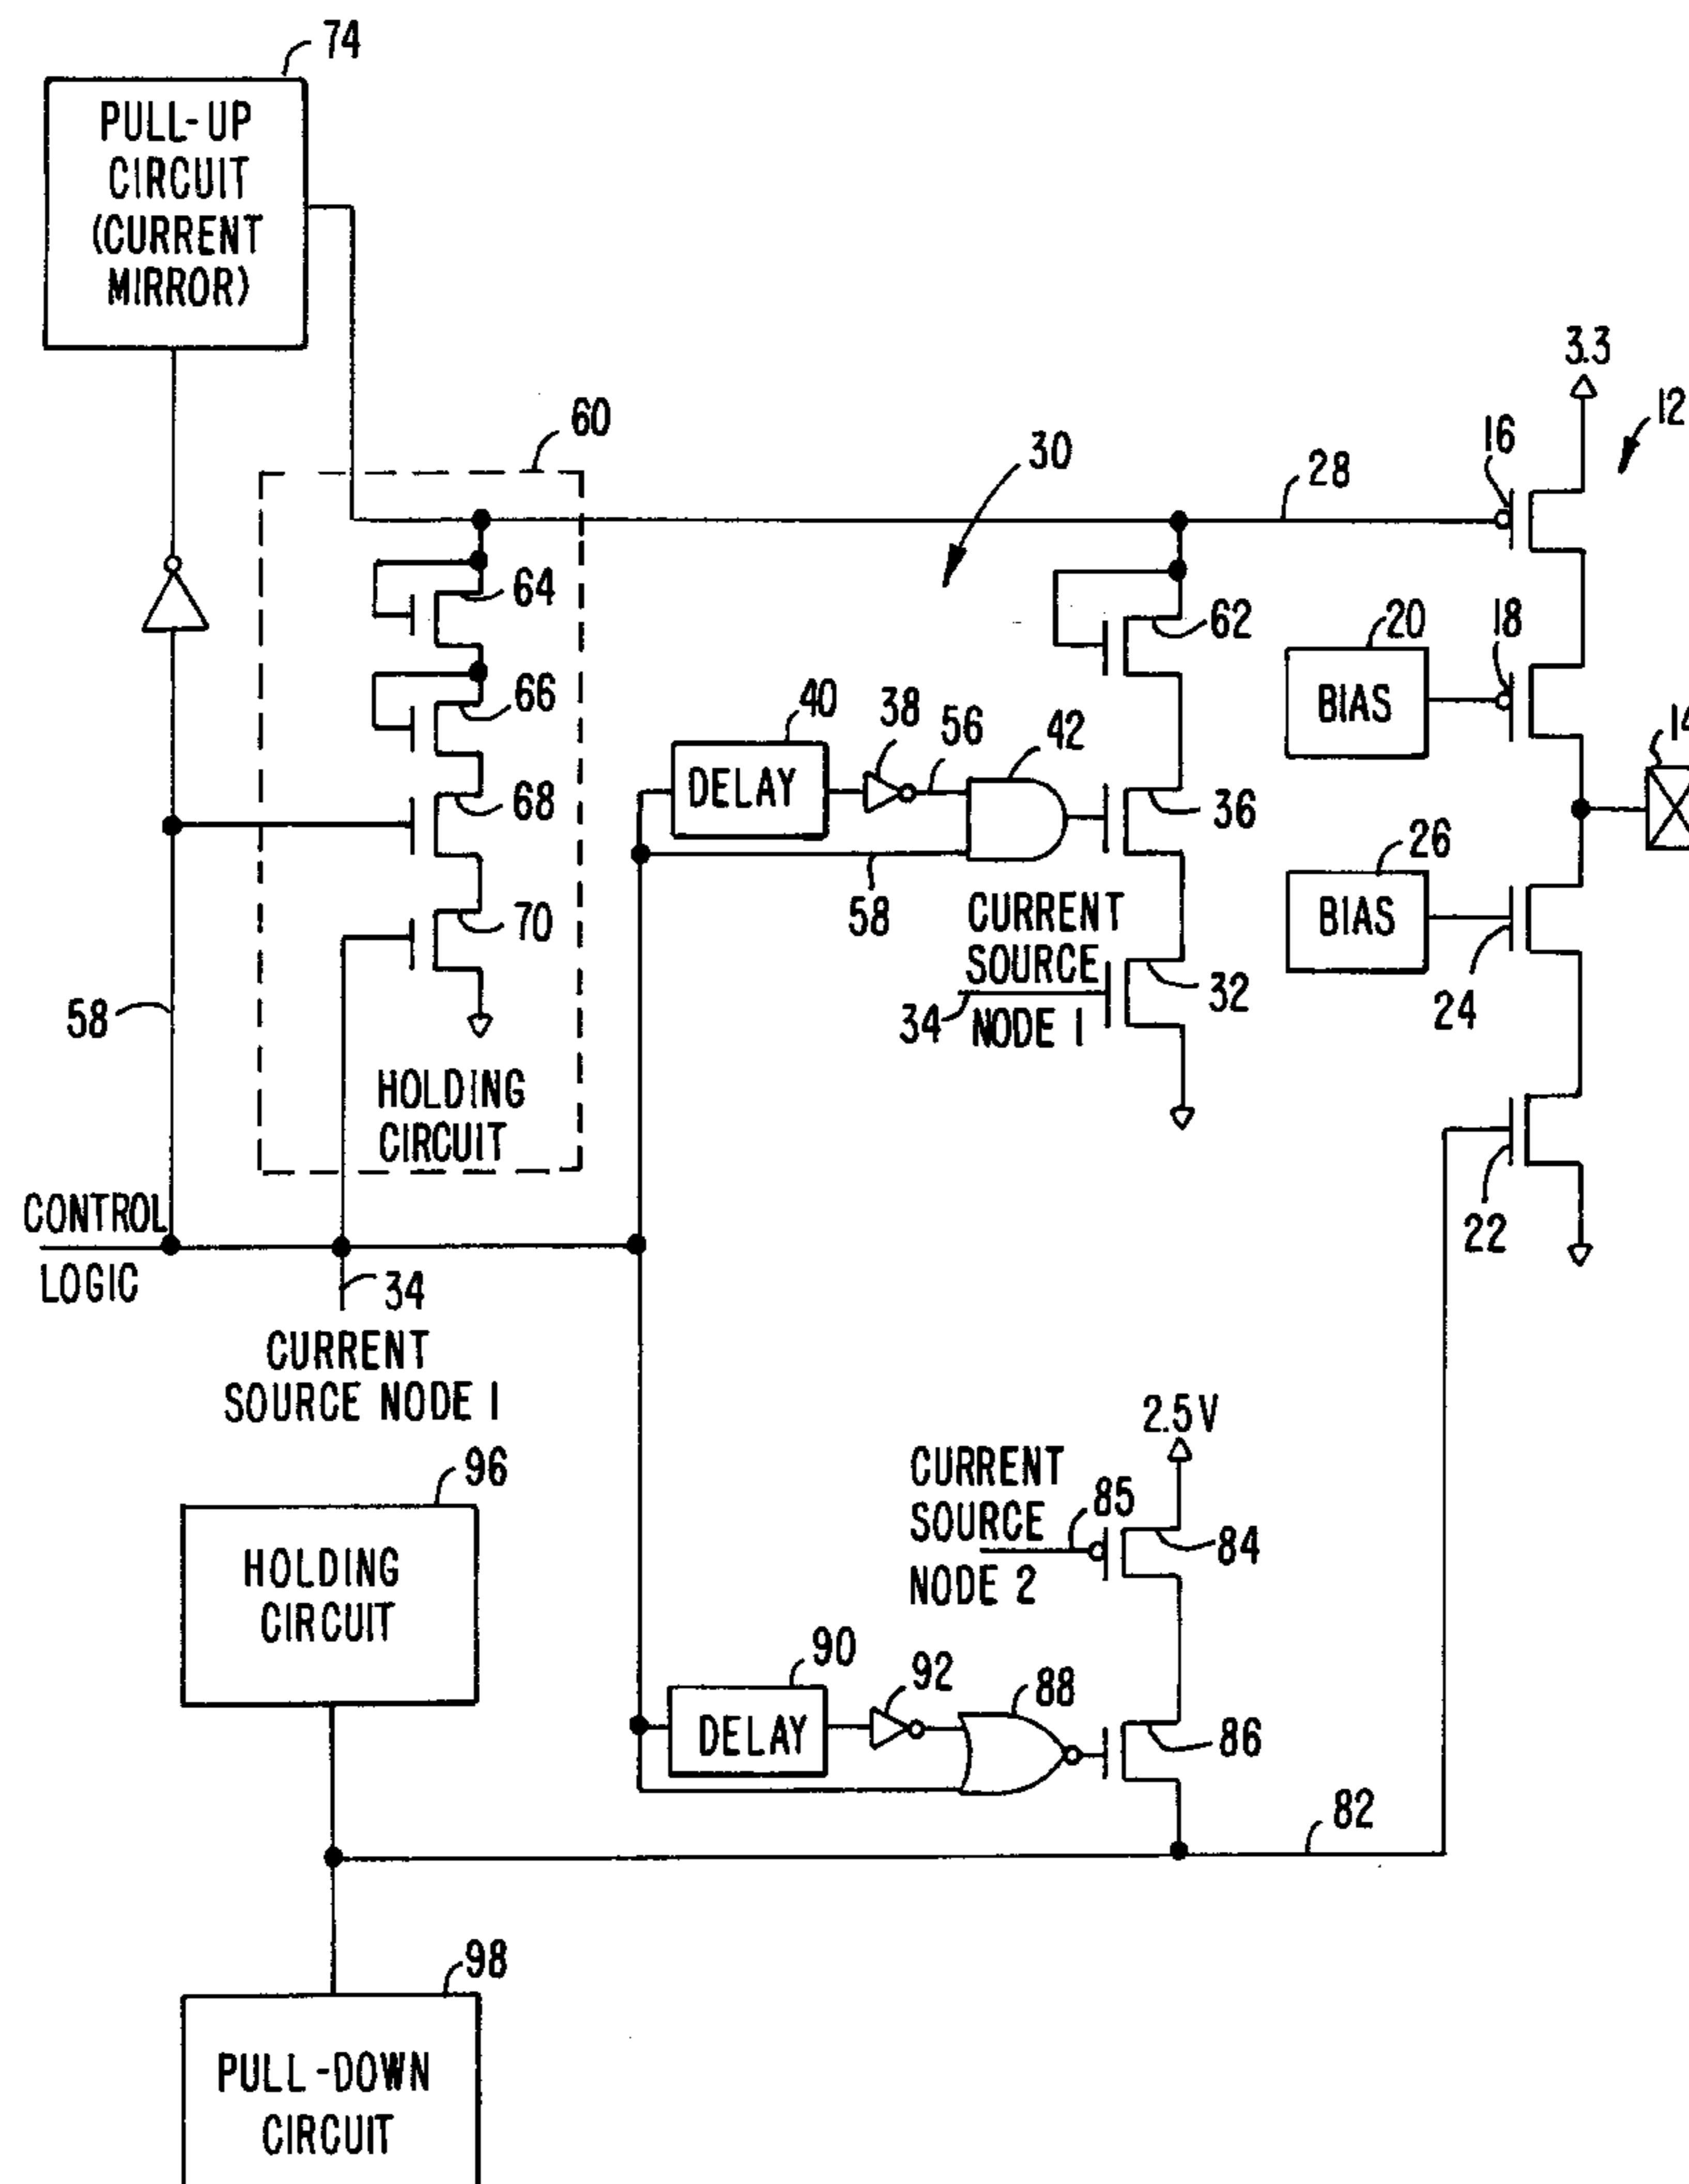 74
PULL-UP
CIRCUIT
(CURRENT
MIRROR)
3.3
12
60
16
30
28
64
62
20
18
BIAS
14
66
40
38
56
42
DELAY
68
36
26
58
BIAS
70
CURRENT
SOURCE
34
NODE 1
32
24
58
HOLDING
CIRCUIT
22
CONTROL
LOGIC
34
CURRENT
SOURCE NODE 1
2.5V
96
CURRENT
SOURCE
NODE 2
85
84
HOLDING
CIRCUIT
90
92
88
DELAY
86
82
98
PULL-DOWN
CIRCUIT